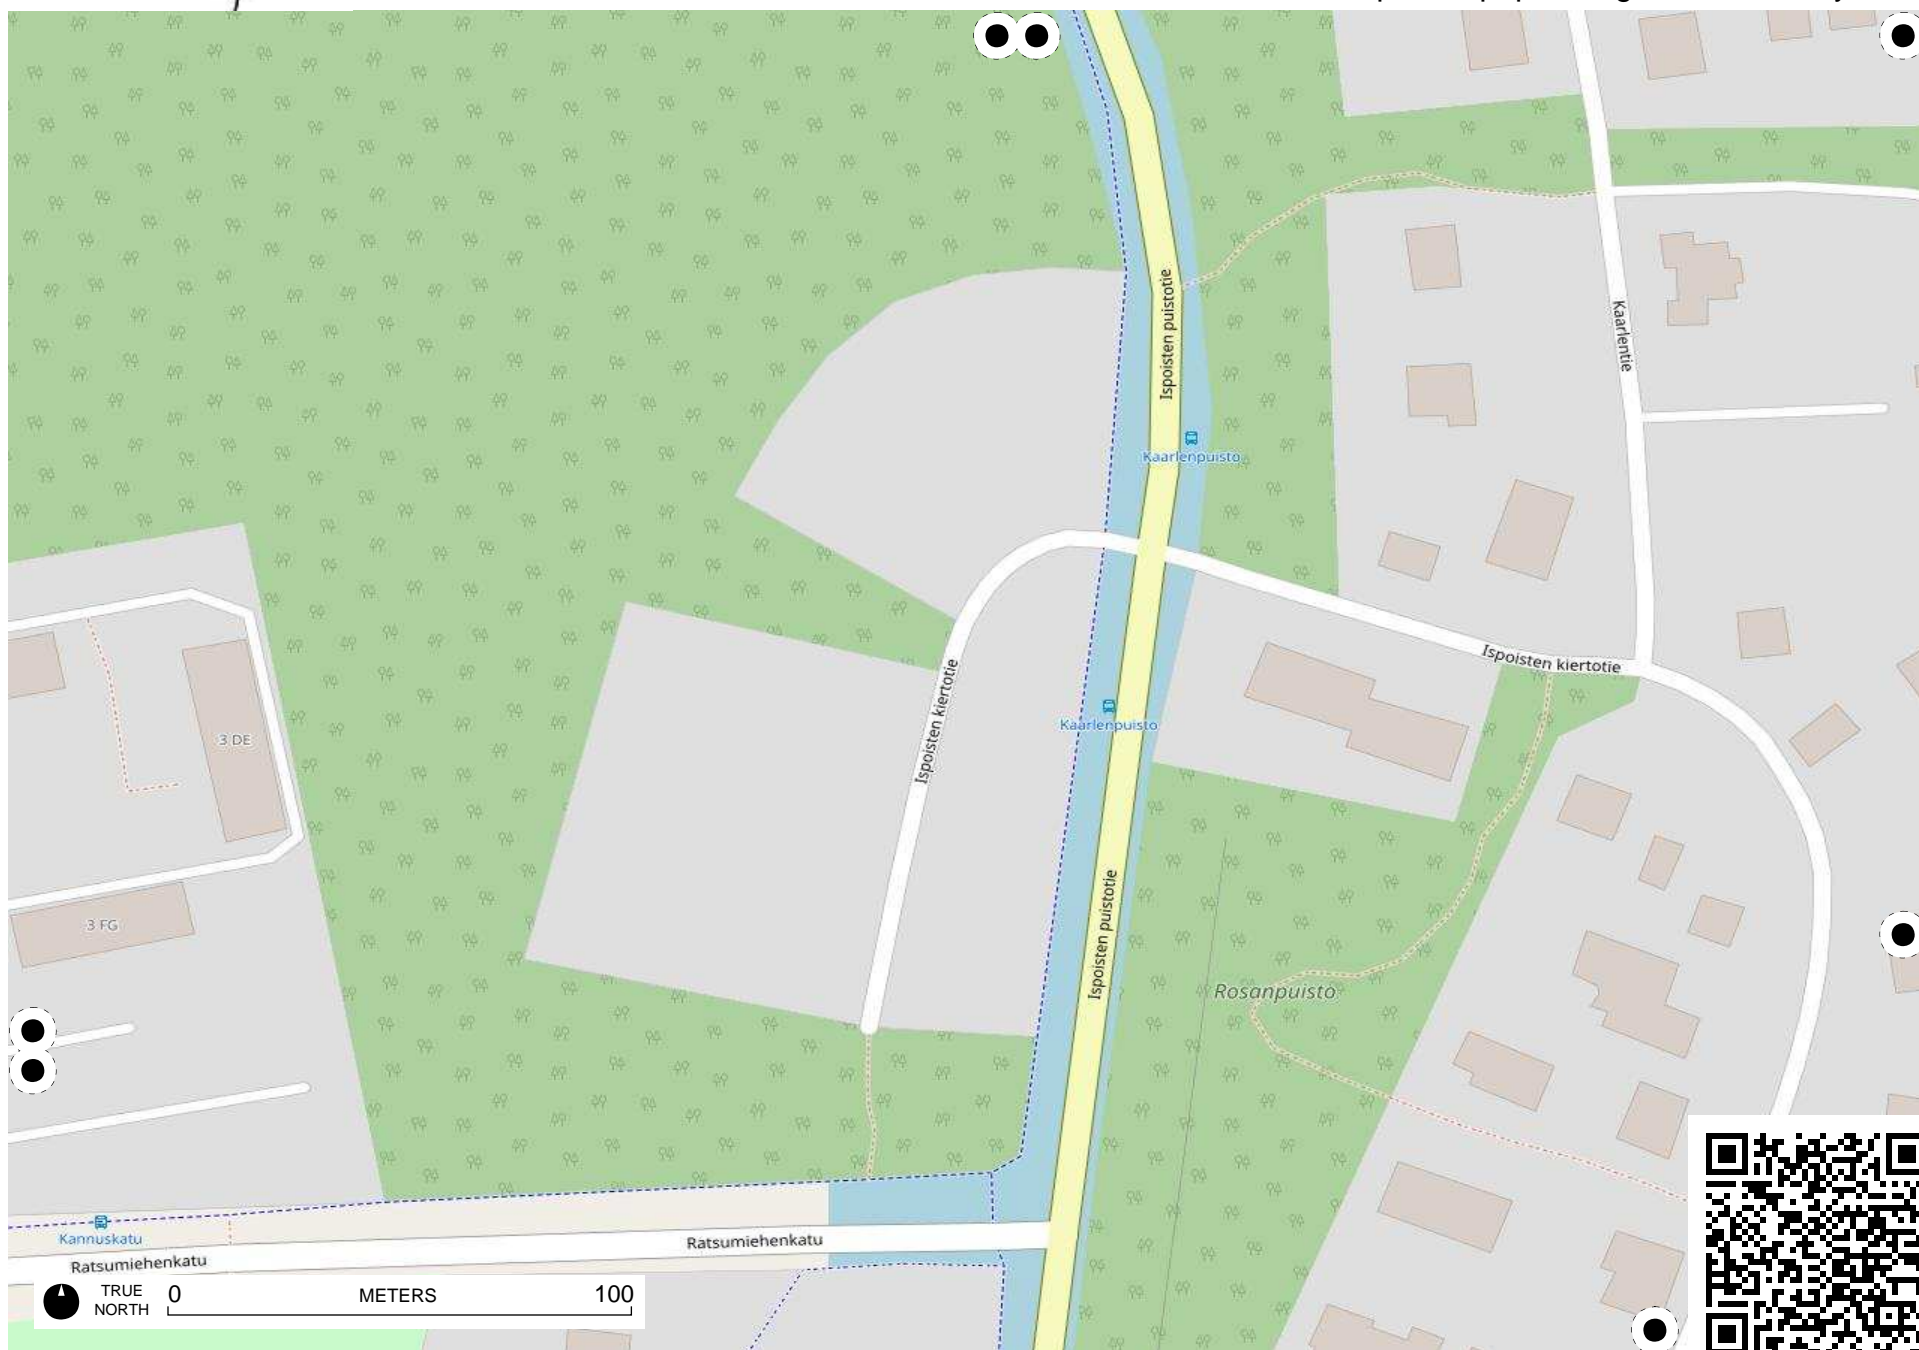 Ispoisten puistotie
Kaarlentie
Kaarlenpuisto
Ispoisten kiertotie
Ispoisten kiertotie
Kaarlenpuisto
3 DE
Ispoisten puistotie
3 FG
Rosanpuisto
Kannuskatu
Ratsumiehenkatu
Ratsumiehenkatu
TRUE
NORTH
0 METERS 100